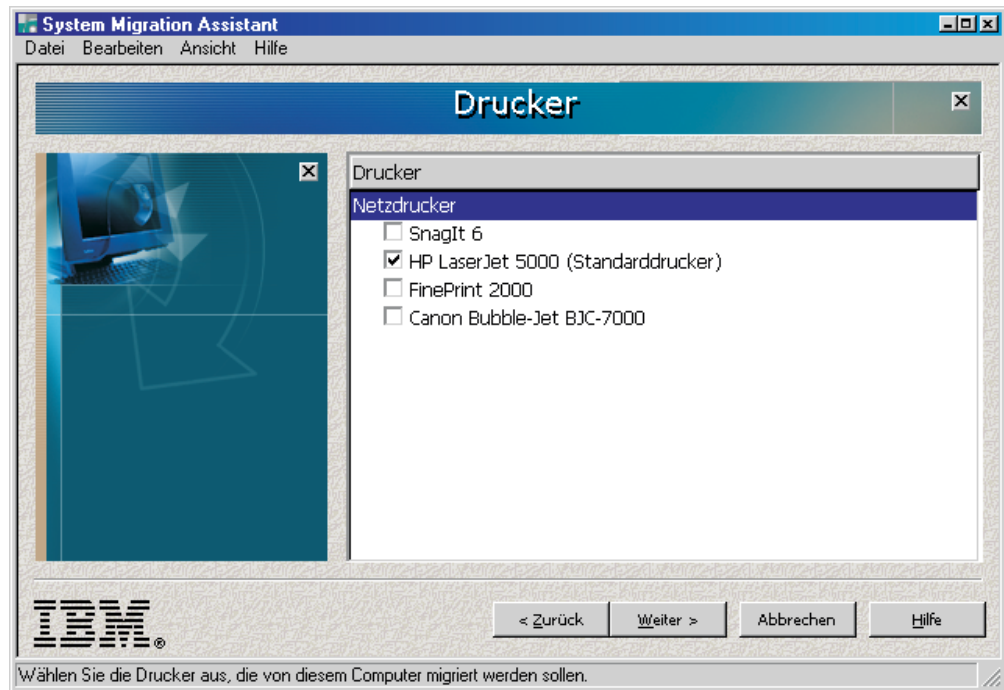 System Migration Assistant
Datei Bearbeiten Ansicht Hilfe
Drucker
Drucker
Netzdrucker
SnagIt 6
HP LaserJet 5000 (Standarddrucker)
FinePrint 2000
Canon Bubble-Jet BJC-7000
IBM®
< Zurück
Weiter >
Abbrechen
Hilfe
Wählen Sie die Drucker aus, die von diesem Computer migriert werden sollen.